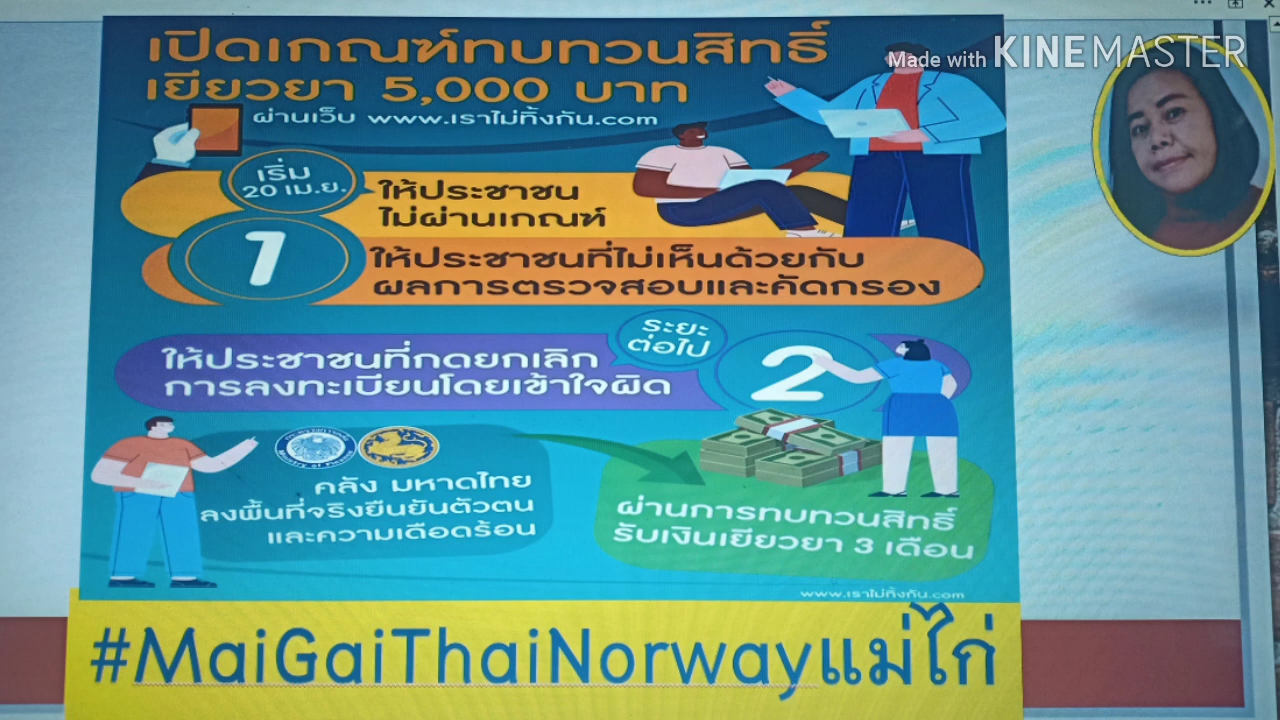 Made with KINEMASTER
เปิดเกณฑ์ทบทวนสิทธิ์
เยียวยา 5,000 บาท
ผ่านเว็บ www.เราไม่ทิ้งกัน.com
เริ่ม
20 เม.ย.
ให้ประชาชน
ไม่ผ่านเกณฑ์
1
ให้ประชาชนที่ไม่เห็นด้วยกับ
ผลการตรวจสอบและคัดกรอง
ระยะ
ต่อไป
2
ให้ประชาชนที่กดยกเลิก
การลงทะเบียนโดยเข้าใจผิด
คลัง มหาดไทย
ลงพื้นที่จริงยืนยันตัวตน
และความเดือดร้อน
ผ่านการทบทวนสิทธิ์
รับเงินเยียวยา 3 เดือน
www.เราไม่ทิ้งกัน.com
#MaiGaiThaiNorwayแม่ไก่